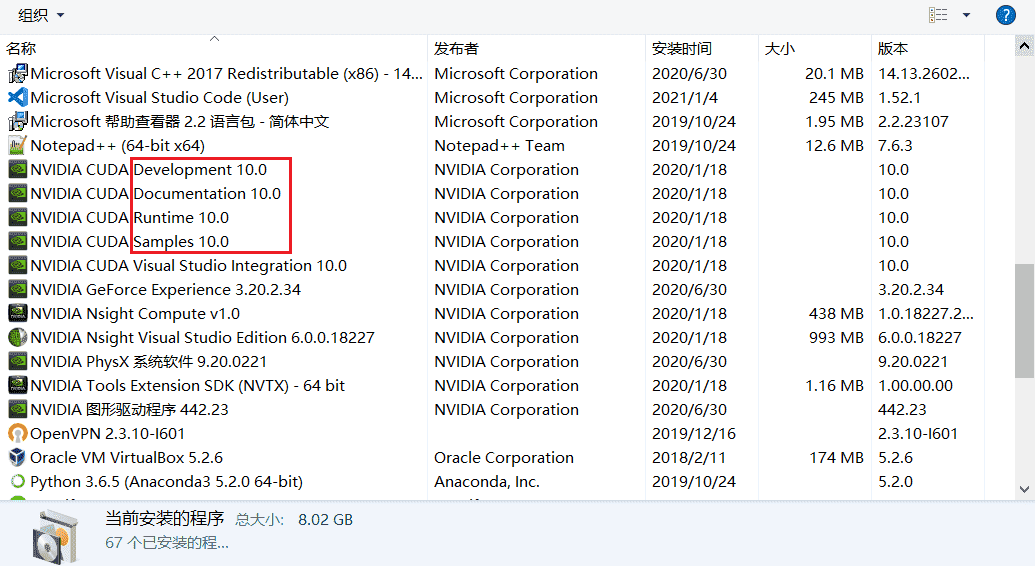 组织
名称 发布者 安装时间 大小 版本
Microsoft Visual C++ 2017 Redistributable (x86) - 14... Microsoft Corporation 2020/6/30 20.1 MB 14.13.2602...
Microsoft Visual Studio Code (User) Microsoft Corporation 2021/1/4 245 MB 1.52.1
Microsoft 帮助查看器 2.2 语言包 - 简体中文 Microsoft Corporation 2019/10/24 1.95 MB 2.2.23107
Notepad++ (64-bit x64) Notepad++ Team 2019/10/24 12.6 MB 7.6.3
NVIDIA CUDA Development 10.0 NVIDIA Corporation 2020/1/18 10.0
NVIDIA CUDA Documentation 10.0 NVIDIA Corporation 2020/1/18 10.0
NVIDIA CUDA Runtime 10.0 NVIDIA Corporation 2020/1/18 10.0
NVIDIA CUDA Samples 10.0 NVIDIA Corporation 2020/1/18 10.0
NVIDIA CUDA Visual Studio Integration 10.0 NVIDIA Corporation 2020/1/18 10.0
NVIDIA GeForce Experience 3.20.2.34 NVIDIA Corporation 2020/6/30 3.20.2.34
NVIDIA Nsight Compute v1.0 NVIDIA Corporation 2020/1/18 438 MB 1.0.18227.2...
NVIDIA Nsight Visual Studio Edition 6.0.0.18227 NVIDIA Corporation 2020/1/18 993 MB 6.0.0.18227
NVIDIA PhysX 系统软件 9.20.0221 NVIDIA Corporation 2020/6/30 9.20.0221
NVIDIA Tools Extension SDK (NVTX) - 64 bit NVIDIA Corporation 2020/1/18 1.16 MB 1.00.00.00
NVIDIA 图形驱动程序 442.23 NVIDIA Corporation 2020/6/30 442.23
OpenVPN 2.3.10-I601 2019/12/16 2.3.10-I601
Oracle VM VirtualBox 5.2.6 Oracle Corporation 2018/2/11 174 MB 5.2.6
Python 3.6.5 (Anaconda3 5.2.0 64-bit) Anaconda, Inc. 2019/10/24 5.2.0
当前安装的程序 总大小: 8.02 GB
67 个已安装的程...